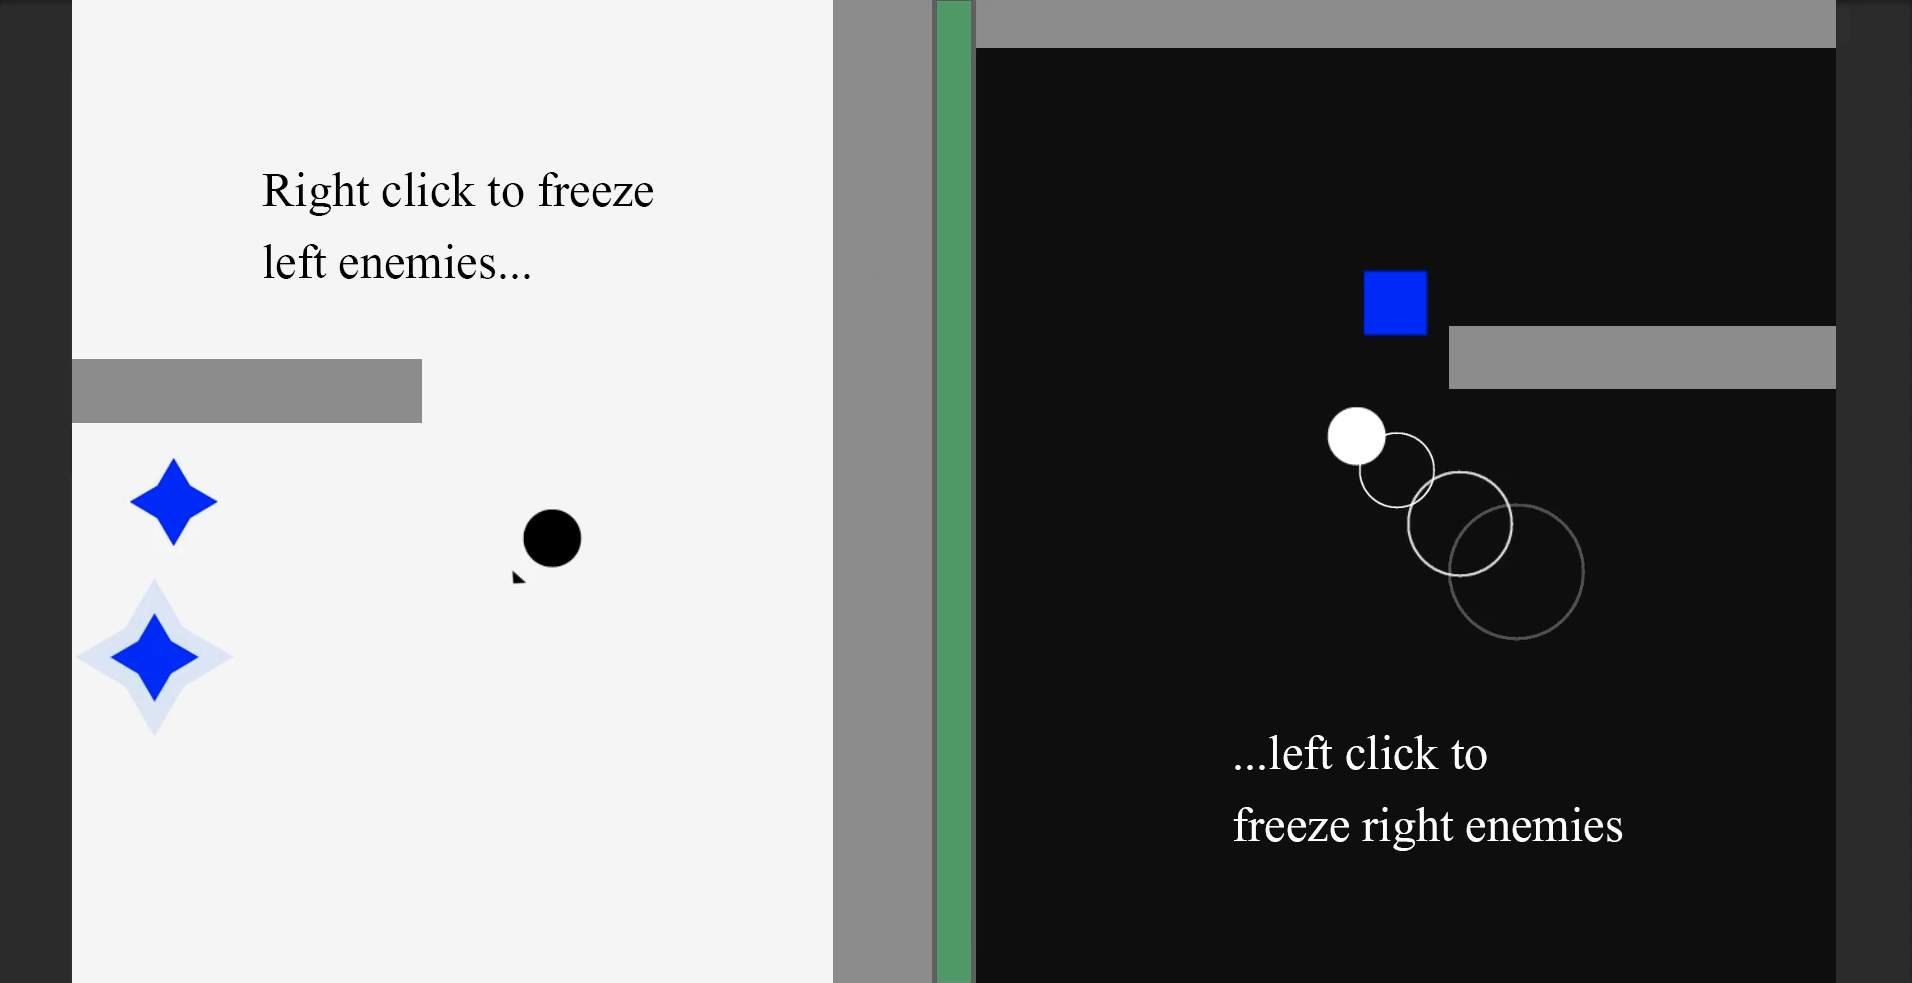 Right click to freeze
left enemies...
...left click to
freeze right enemies